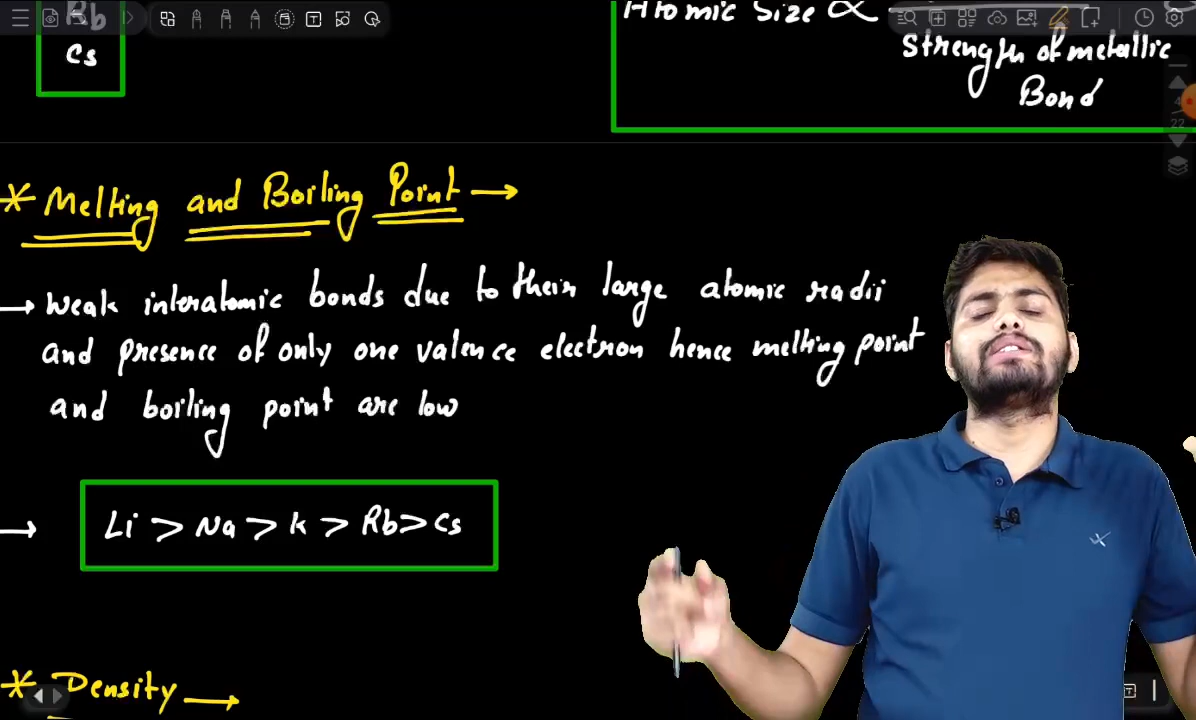 Rb
Cs
Atomic Size ∝
Strength of metallic
Bond
* Melting and Boiling Point →
→ Weak interatomic bonds due to their large atomic radii
and presence of only one valence electron hence melting point
and boiling point are low
→ Li > Na > K > Rb > Cs
* Density →
22